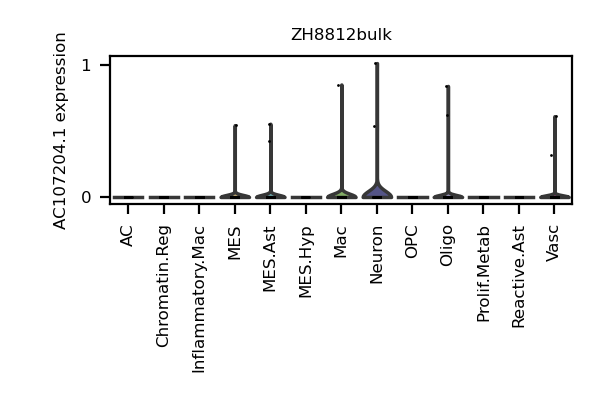 ZH8812bulk
AC107204.1 expression
1
0
AC
Chromatin.Reg
Inflammatory.Mac
MES
MES.Ast
MES.Hyp
Mac
Neuron
OPC
Oligo
Prolif.Metab
Reactive.Ast
Vasc